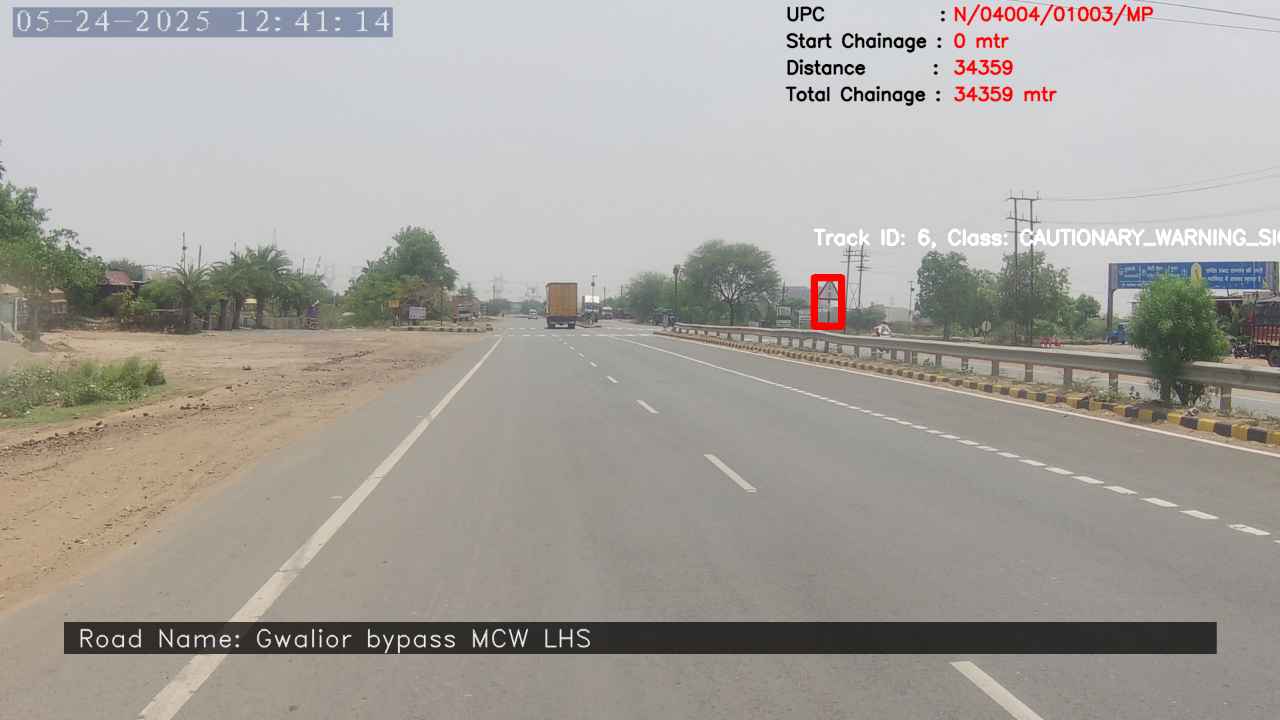 05-24-2025 12:41:14
UPC : N/04004/01003/MP
Start Chainage : 0 mtr
Distance : 34359
Total Chainage : 34359 mtr
Track ID: 6, Class: CAUTIONARY_WARNING_SI
Road Name: Gwalior bypass MCW LHS